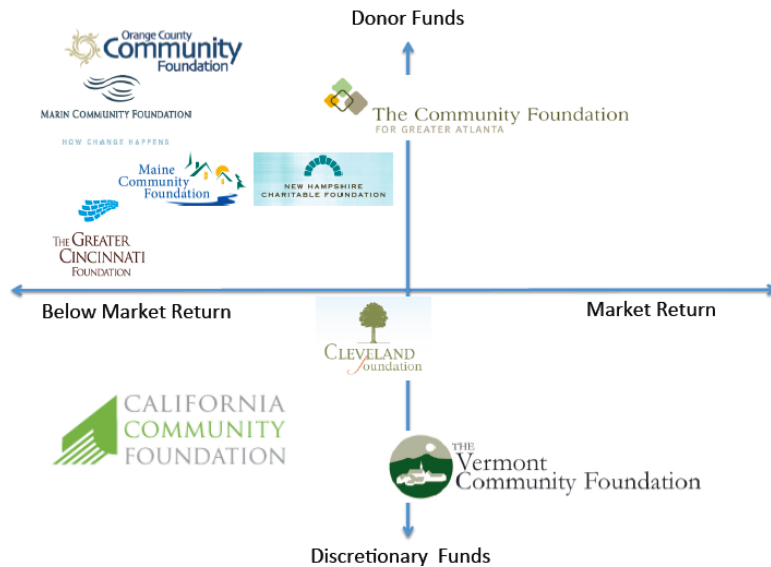 Donor Funds
Orange County
Community
Foundation
MARIN COMMUNITY FOUNDATION
HOW CHANGE HAPPENS
The Community Foundation
FOR GREATER ATLANTA
Maine
Community
Foundation
NEW HAMPSHIRE
CHARITABLE FOUNDATION
THE GREATER
CINCINNATI
FOUNDATION
Below Market Return
Market Return
CLEVELAND
foundation
CALIFORNIA
COMMUNITY
FOUNDATION
THE
Vermont
Community Foundation
Discretionary Funds